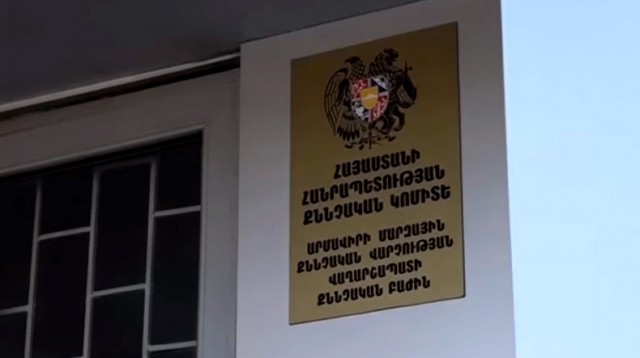 ՀԱՅԱՍՏԱՆԻ
ՀԱՆՐԱՊԵՏՈՒԹՅԱՆ
ՔՆՆՉԱԿԱՆ ԿՈՄԻՏԵ
ԱՐՄԱՎԻՐԻ ՄԱՐԶԱՅԻՆ
ՔՆՆՉԱԿԱՆ ՎԱՐՉՈՒԹՅԱՆ
ՎԱՂԱՐՇԱՊԱՏԻ
ՔՆՆՉԱԿԱՆ ԲԱԺԻՆ